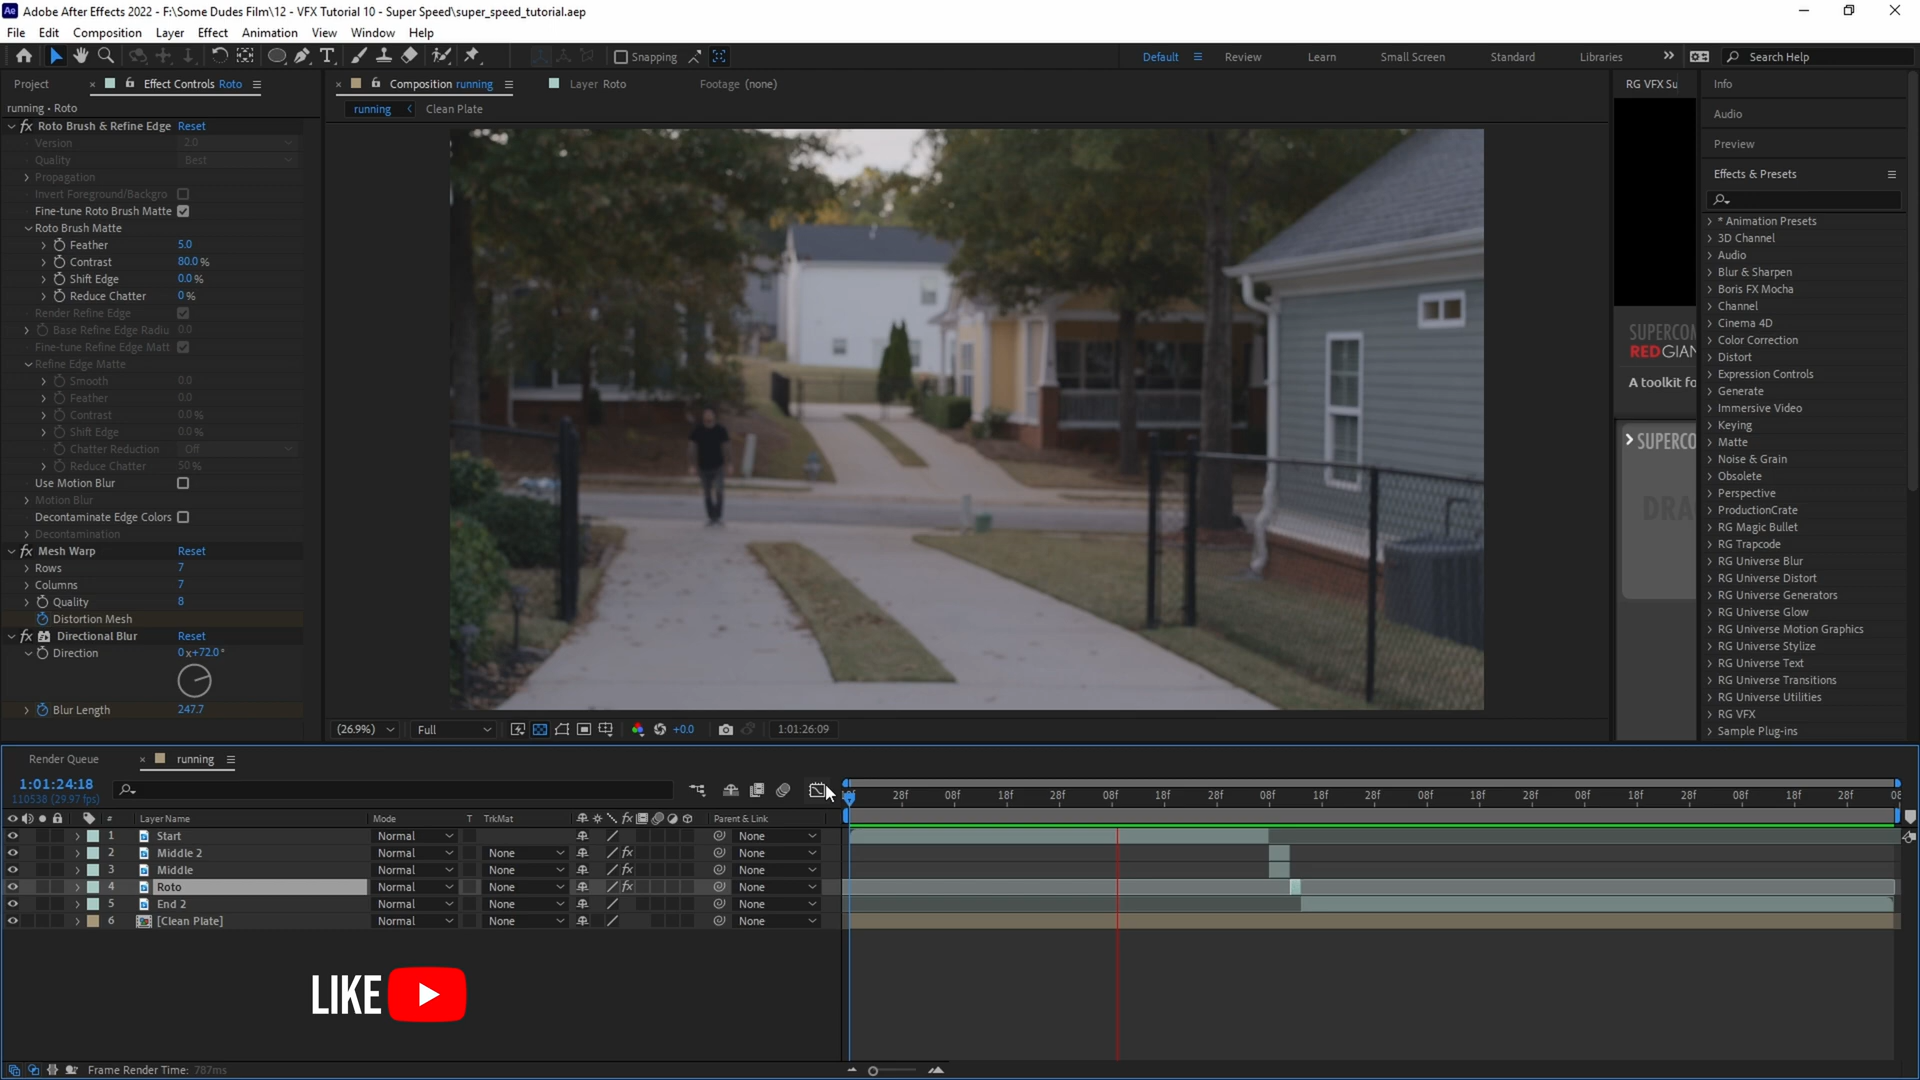 Adobe After Effects 2022 - F:\Some Dudes Film\12 - VFX Tutorial 10 - Super Speed\super_speed_tutorial.aep
File Edit Composition Layer Effect Animation View Window Help
Snapping Default Review Learn Small Screen Standard Libraries Search Help
Project Effect Controls Roto Composition running Layer Roto Footage (none)
running • Roto
running Clean Plate
Roto Brush & Refine Edge Reset
Version 2.0
Quality Best
Propagation
Invert Foreground/Backgro
Fine-tune Roto Brush Matte
Roto Brush Matte
Feather 5.0
Contrast 80.0 %
Shift Edge 0.0 %
Reduce Chatter 0 %
Render Refine Edge
Base Refine Edge Radiu 0.0
Fine-tune Refine Edge Matt
Refine Edge Matte
Smooth 0.0
Feather 0.0
Contrast 0.0 %
Shift Edge 0.0 %
Chatter Reduction Off
Reduce Chatter 50 %
Use Motion Blur
Motion Blur
Decontaminate Edge Colors
Decontamination
Mesh Warp Reset
Rows 7
Columns 7
Quality 8
Distortion Mesh
Directional Blur Reset
Direction 0x+72.0°
Blur Length 247.7
(26.9%) Full +0.0 1:01:26:09
RG VFX Su
SUPERCOM
REDGIAN
A toolkit fo
SUPERCO
DRA
Info
Audio
Preview
Effects & Presets
* Animation Presets
3D Channel
Audio
Blur & Sharpen
Boris FX Mocha
Channel
Cinema 4D
Color Correction
Distort
Expression Controls
Generate
Immersive Video
Keying
Matte
Noise & Grain
Obsolete
Perspective
ProductionCrate
RG Magic Bullet
RG Trapcode
RG Universe Blur
RG Universe Distort
RG Universe Generators
RG Universe Glow
RG Universe Motion Graphics
RG Universe Stylize
RG Universe Text
RG Universe Transitions
RG Universe Utilities
RG VFX
Sample Plug-ins
Render Queue running
1:01:24:18
110538 (29.97 fps)
28f 08f 18f 28f 08f 18f 28f 08f 18f 28f 08f 18f 28f 08f 18f 28f 08f 18f 28f 08
# Layer Name Mode T TrkMat Parent & Link
1 Start Normal None
2 Middle 2 Normal None None
3 Middle Normal None None
4 Roto Normal None None
5 End 2 Normal None None
6 [Clean Plate] Normal None None
LIKE
Frame Render Time: 787ms